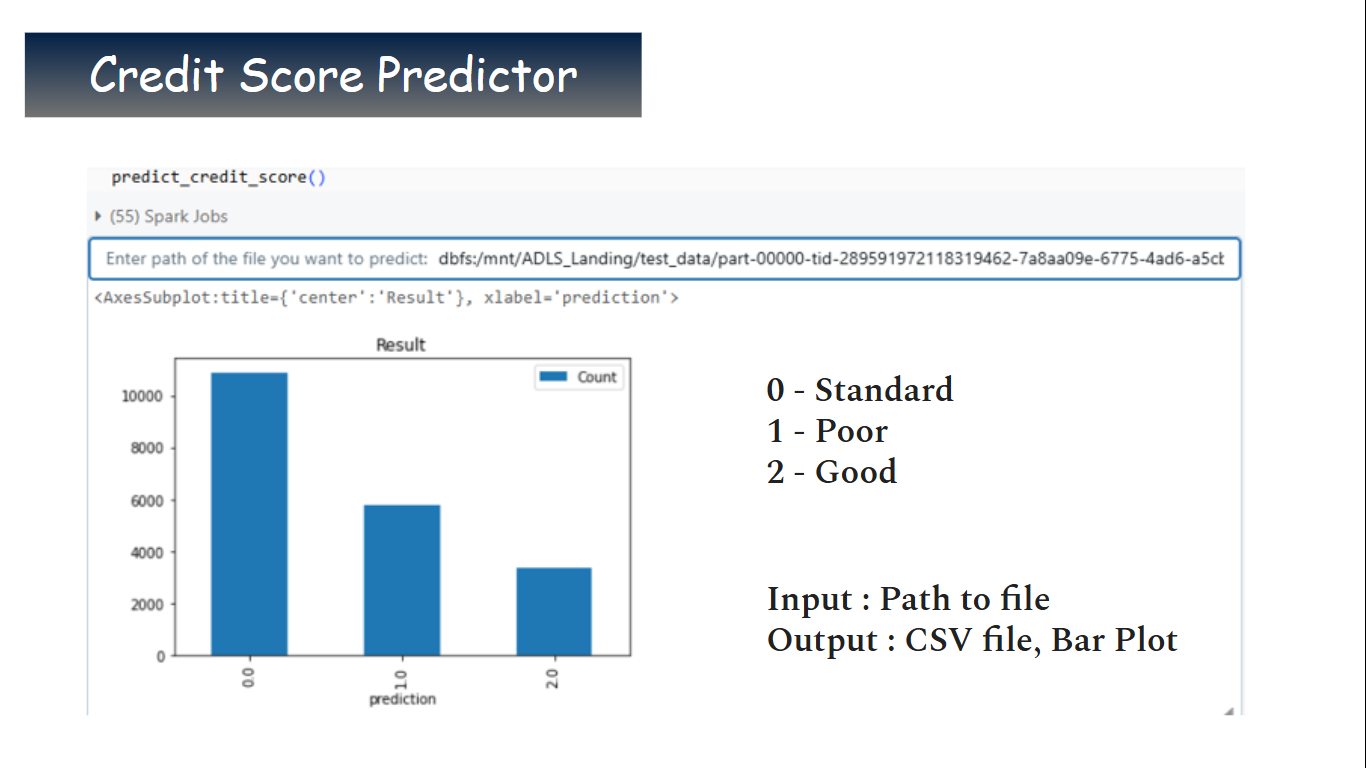 Credit Score Predictor
predict_credit_score()
(55) Spark Jobs
Enter path of the file you want to predict: dbfs:/mnt/ADLS_Landing/test_data/part-00000-tid-289591972118319462-7a8aa09e-6775-4ad6-a5cb
<AxesSubplot:title={'center':'Result'}, xlabel='prediction'>
Result
Count
10000
8000
6000
4000
2000
0
0.0
1.0
2.0
prediction
0 - Standard
1 - Poor
2 - Good
Input : Path to file
Output : CSV file, Bar Plot